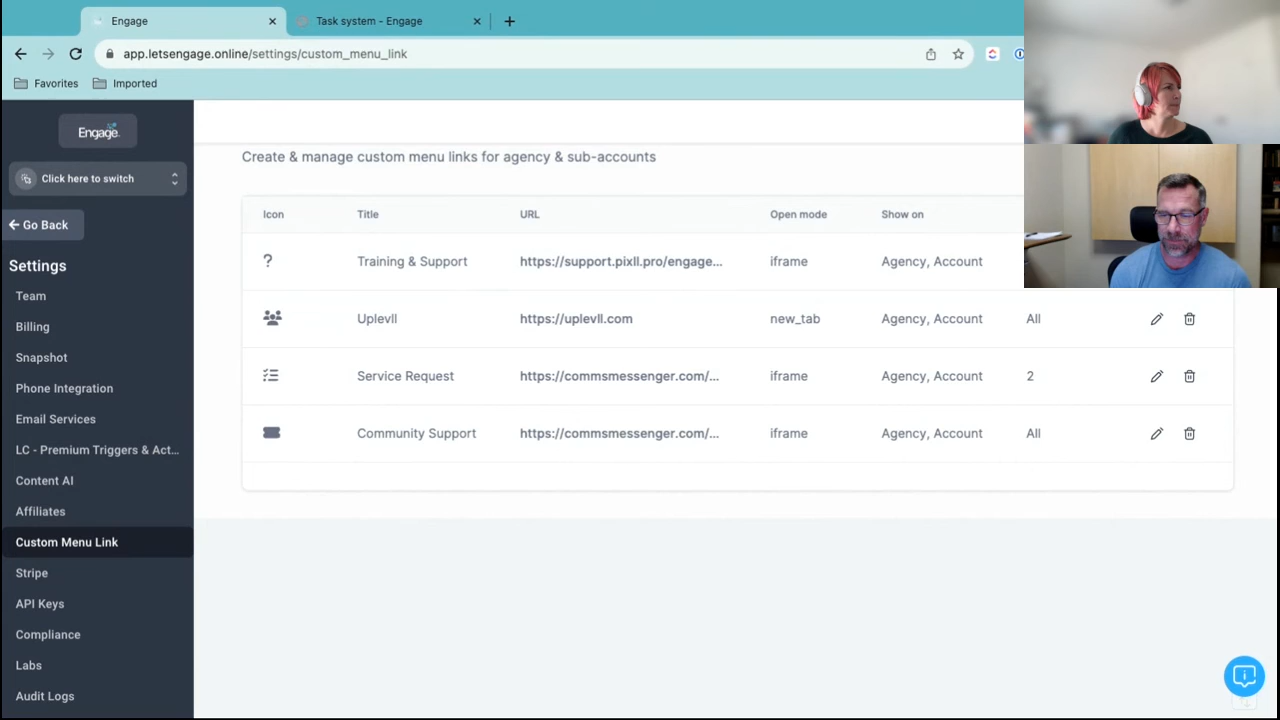 Engage
Task system - Engage
app.letsengage.online/settings/custom_menu_link
Favorites
Imported
Engage
Click here to switch
Go Back
Settings
Team
Billing
Snapshot
Phone Integration
Email Services
LC - Premium Triggers & Act...
Content AI
Affiliates
Custom Menu Link
Stripe
API Keys
Compliance
Labs
Audit Logs
Create & manage custom menu links for agency & sub-accounts
Icon Title URL Open mode Show on
? Training & Support https://support.pixll.pro/engage... iframe Agency, Account
Uplevll https://uplevll.com new_tab Agency, Account All
Service Request https://commsmessenger.com/... iframe Agency, Account 2
Community Support https://commsmessenger.com/... iframe Agency, Account All